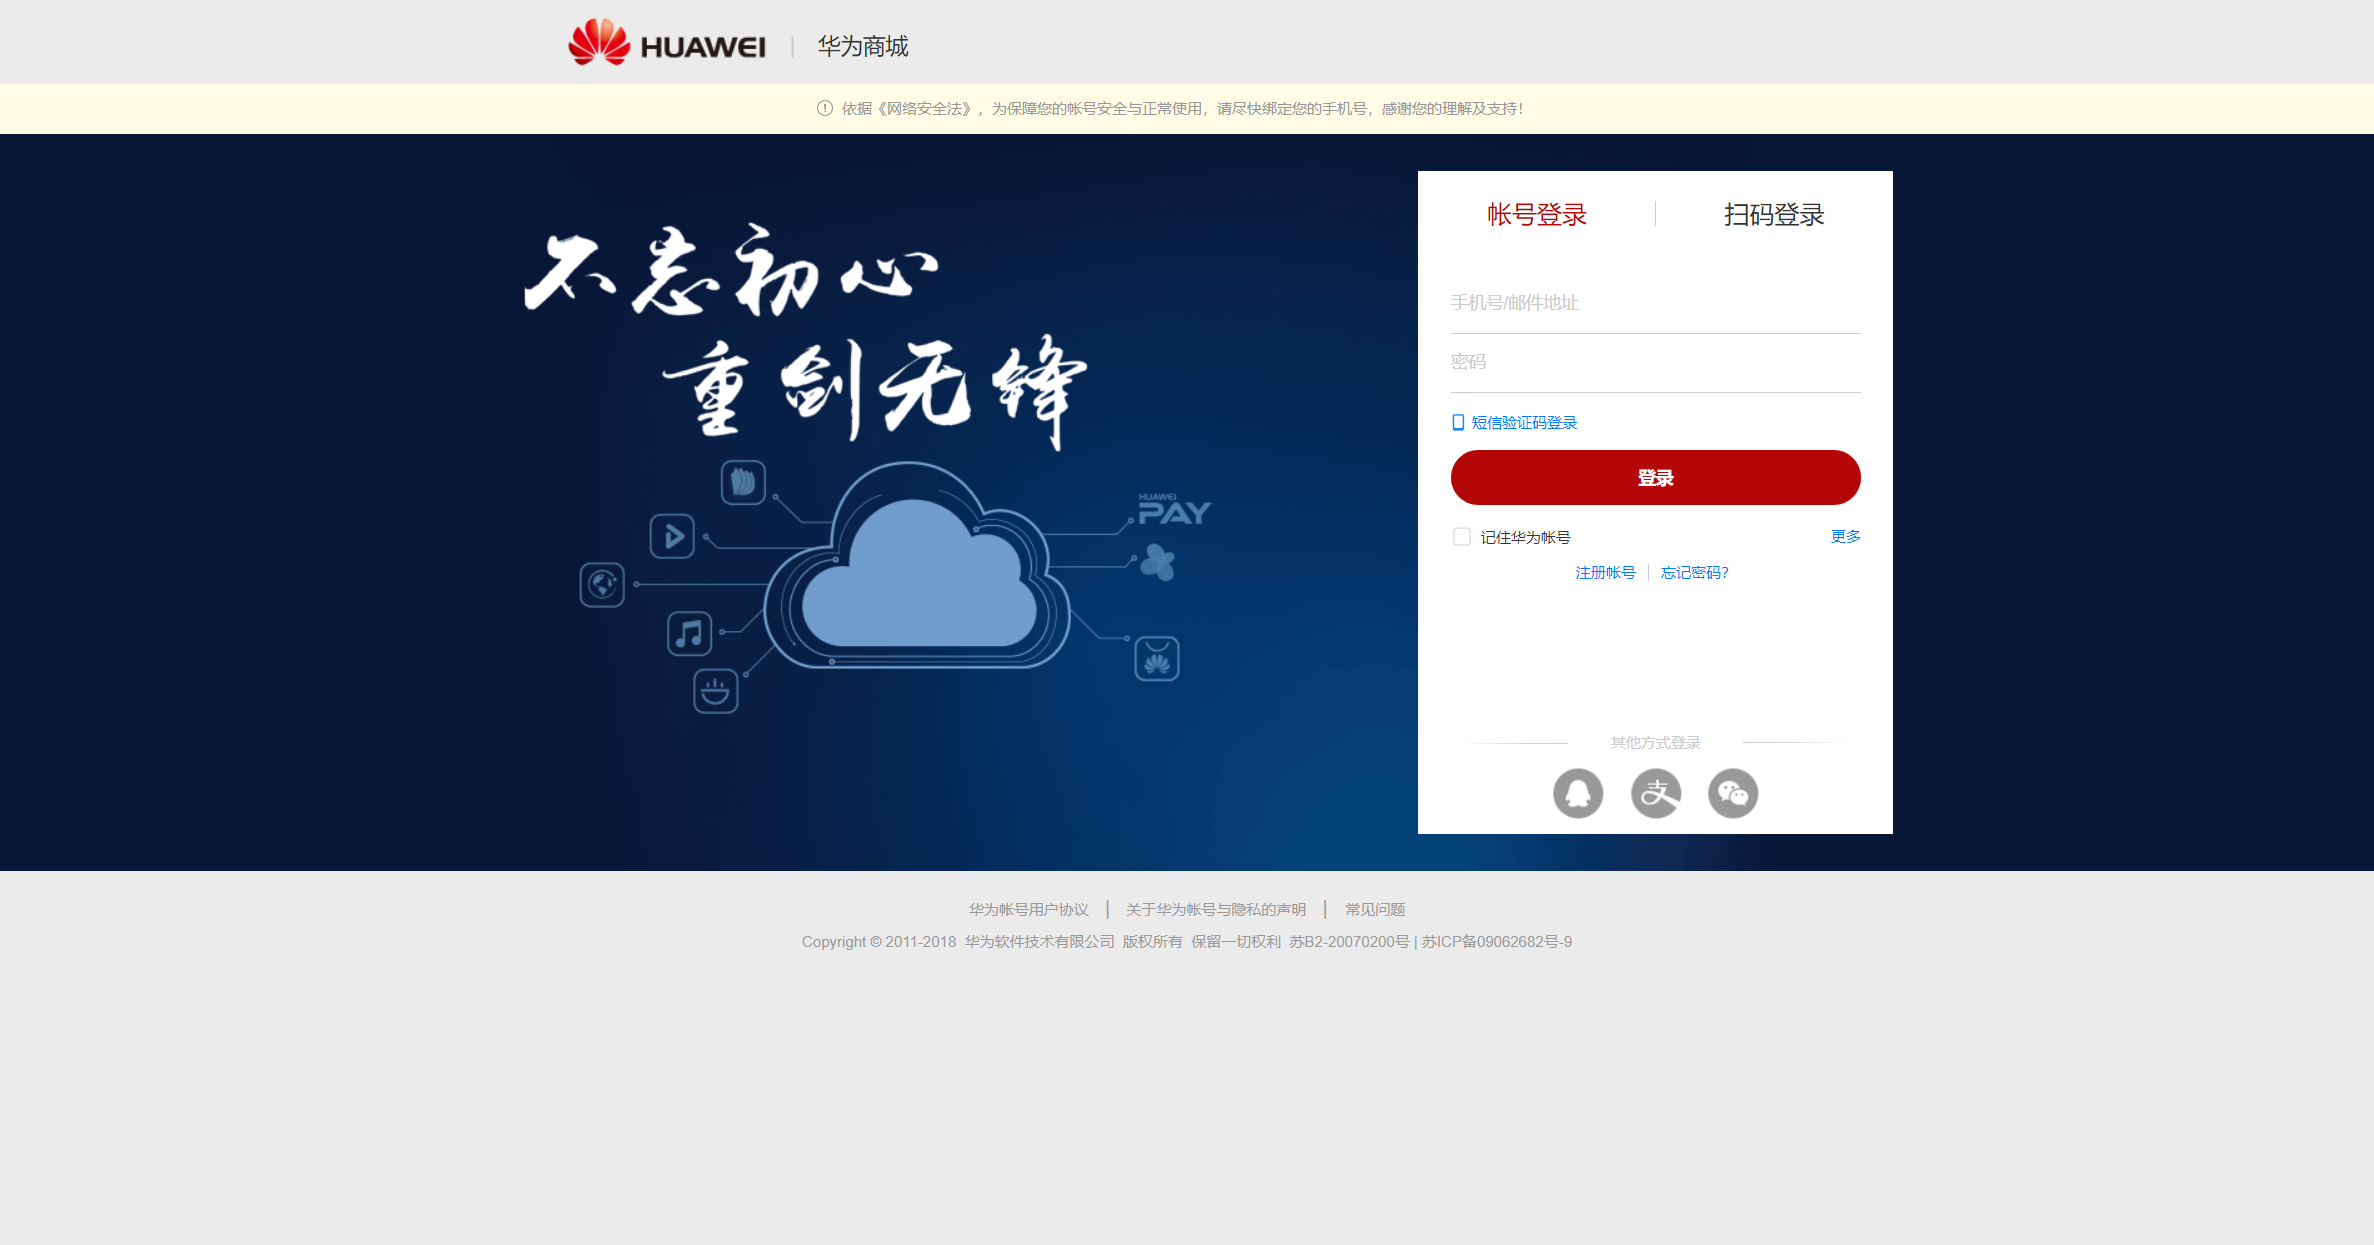 HUAWEI | 华为商城
依据《网络安全法》，为保障您的帐号安全与正常使用，请尽快绑定您的手机号，感谢您的理解及支持！
不忘初心
重剑无锋
HUAWEI
PAY
帐号登录
扫码登录
手机号/邮件地址
密码
短信验证码登录
登录
记住华为帐号
更多
注册帐号
忘记密码?
其他方式登录
支
华为帐号用户协议 | 关于华为帐号与隐私的声明 | 常见问题
Copyright © 2011-2018 华为软件技术有限公司 版权所有 保留一切权利 苏B2-20070200号 | 苏ICP备09062682号-9